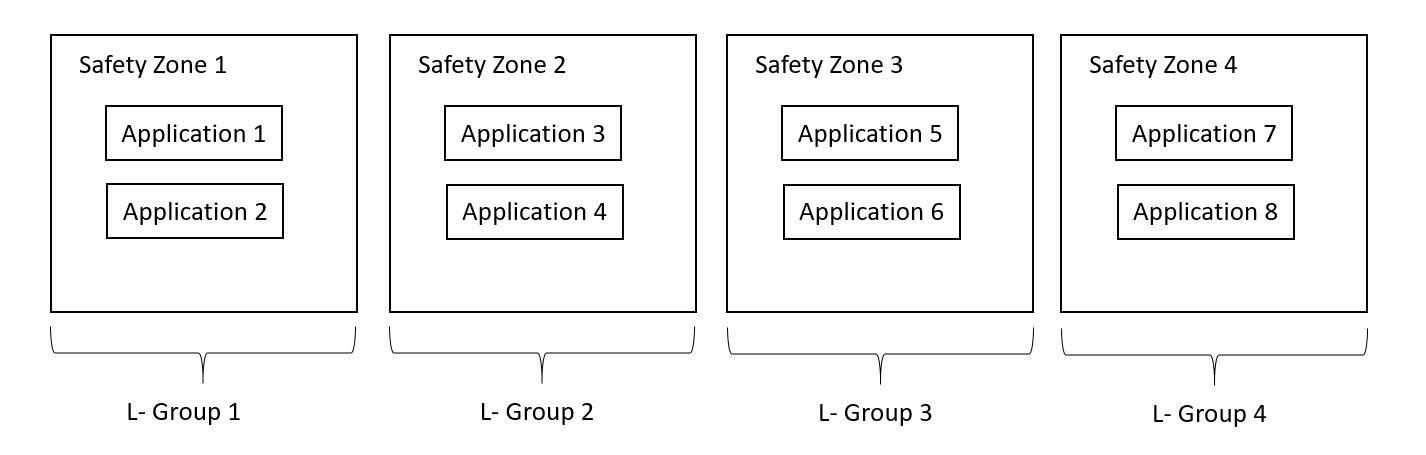 Safety Zone 1
Application 1
Application 2
L- Group 1
Safety Zone 2
Application 3
Application 4
L- Group 2
Safety Zone 3
Application 5
Application 6
L- Group 3
Safety Zone 4
Application 7
Application 8
L- Group 4